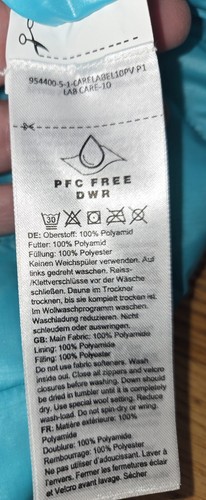 954400-5-1-CARELABEL10PV P1
LAB CARE-10
PFC FREE
DWR
30
DE: Oberstoff: 100% Polyamid
Futter: 100% Polyamid
Füllung: 100% Polyester
Keinen Weichspüler verwenden. Auf
links gedreht waschen. Reiss-
/Klettverschlüsse vor der Wäsche
schließen. Daune im Trockner
trocknen, bis sie komplett trocken ist.
Im Wollwaschprogramm waschen.
Waschladung reduzieren. Nicht
schleudern oder auswringen.
GB: Main Fabric: 100% Polyamide
Lining: 100% Polyamide
Filling: 100% Polyester
Do not use fabric softeners. Wash
inside out. Close all zippers and velcro
closures before washing. Down should
be dried in tumbler until it is completely
dry. Use special wool setting. Reduce
wash-load. Do not spin-dry or wring.
FR: Matière extérieure: 100%
Polyamide
Doublure: 100% Polyamide
Rembourrage: 100% Polyester
Ne pas utiliser d'adoucissant. Laver à
l'envers. Fermer les fermetures éclair
et Velcro avant lavage. Sécher